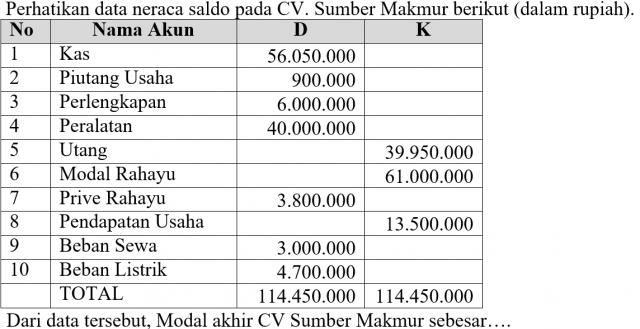 Perhatikan data neraca saldo pada CV. Sumber Makmur berikut (dalam rupiah).
No Nama Akun D K
1 Kas 56.050.000
2 Piutang Usaha 900.000
3 Perlengkapan 6.000.000
4 Peralatan 40.000.000
5 Utang 39.950.000
6 Modal Rahayu 61.000.000
7 Prive Rahayu 3.800.000
8 Pendapatan Usaha 13.500.000
9 Beban Sewa 3.000.000
10 Beban Listrik 4.700.000
TOTAL 114.450.000 114.450.000
Dari data tersebut, Modal akhir CV Sumber Makmur sebesar….